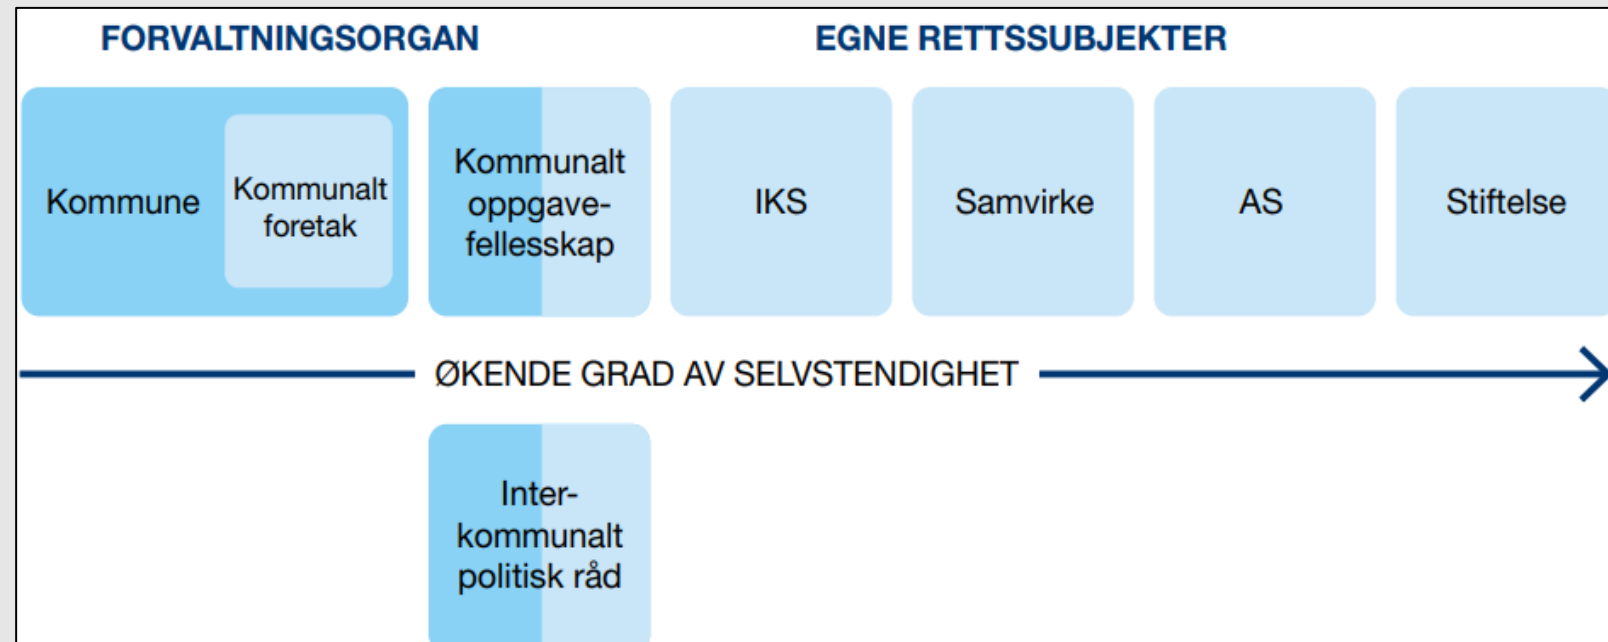 FORVALTNINGSORGAN
EGNE RETTSSUBJEKTER
Kommune
Kommunalt
foretak
Kommunalt
oppgave-
fellesskap
IKS
Samvirke
AS
Stiftelse
ØKENDE GRAD AV SELVSTENDIGHET
Inter-
kommunalt
politisk råd